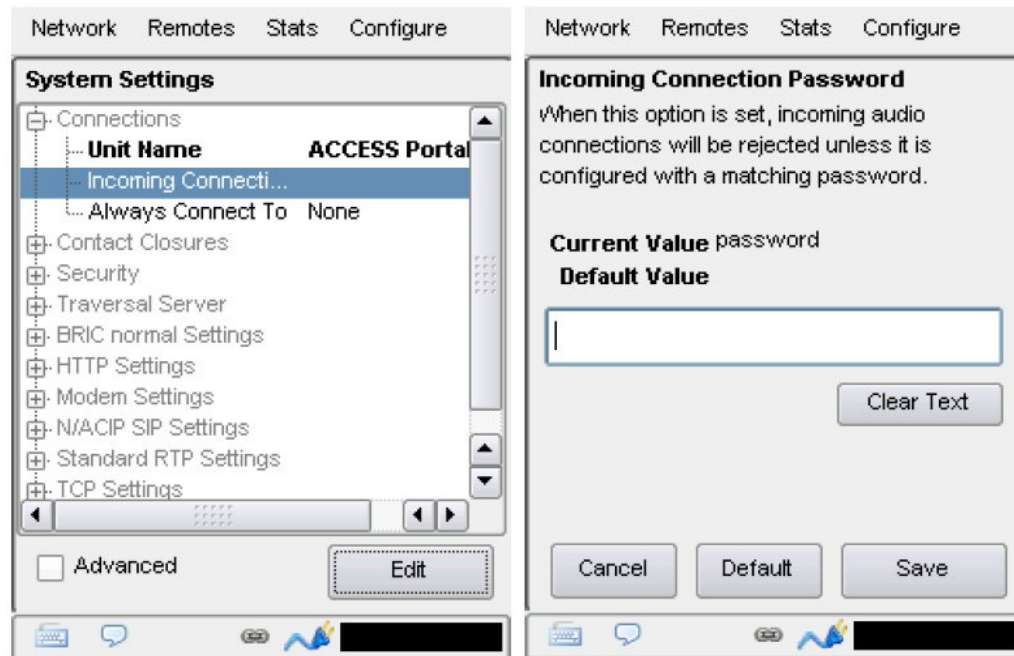 Network Remotes Stats Configure
System Settings
Connections
Unit Name ACCESS Portal
Incoming Connecti...
Always Connect To None
Contact Closures
Security
Traversal Server
BRIC normal Settings
HTTP Settings
Modem Settings
N/ACIP SIP Settings
Standard RTP Settings
TCP Settings
Advanced
Edit
Network Remotes Stats Configure
Incoming Connection Password
When this option is set, incoming audio
connections will be rejected unless it is
configured with a matching password.
Current Value password
Default Value
Clear Text
Cancel Default Save